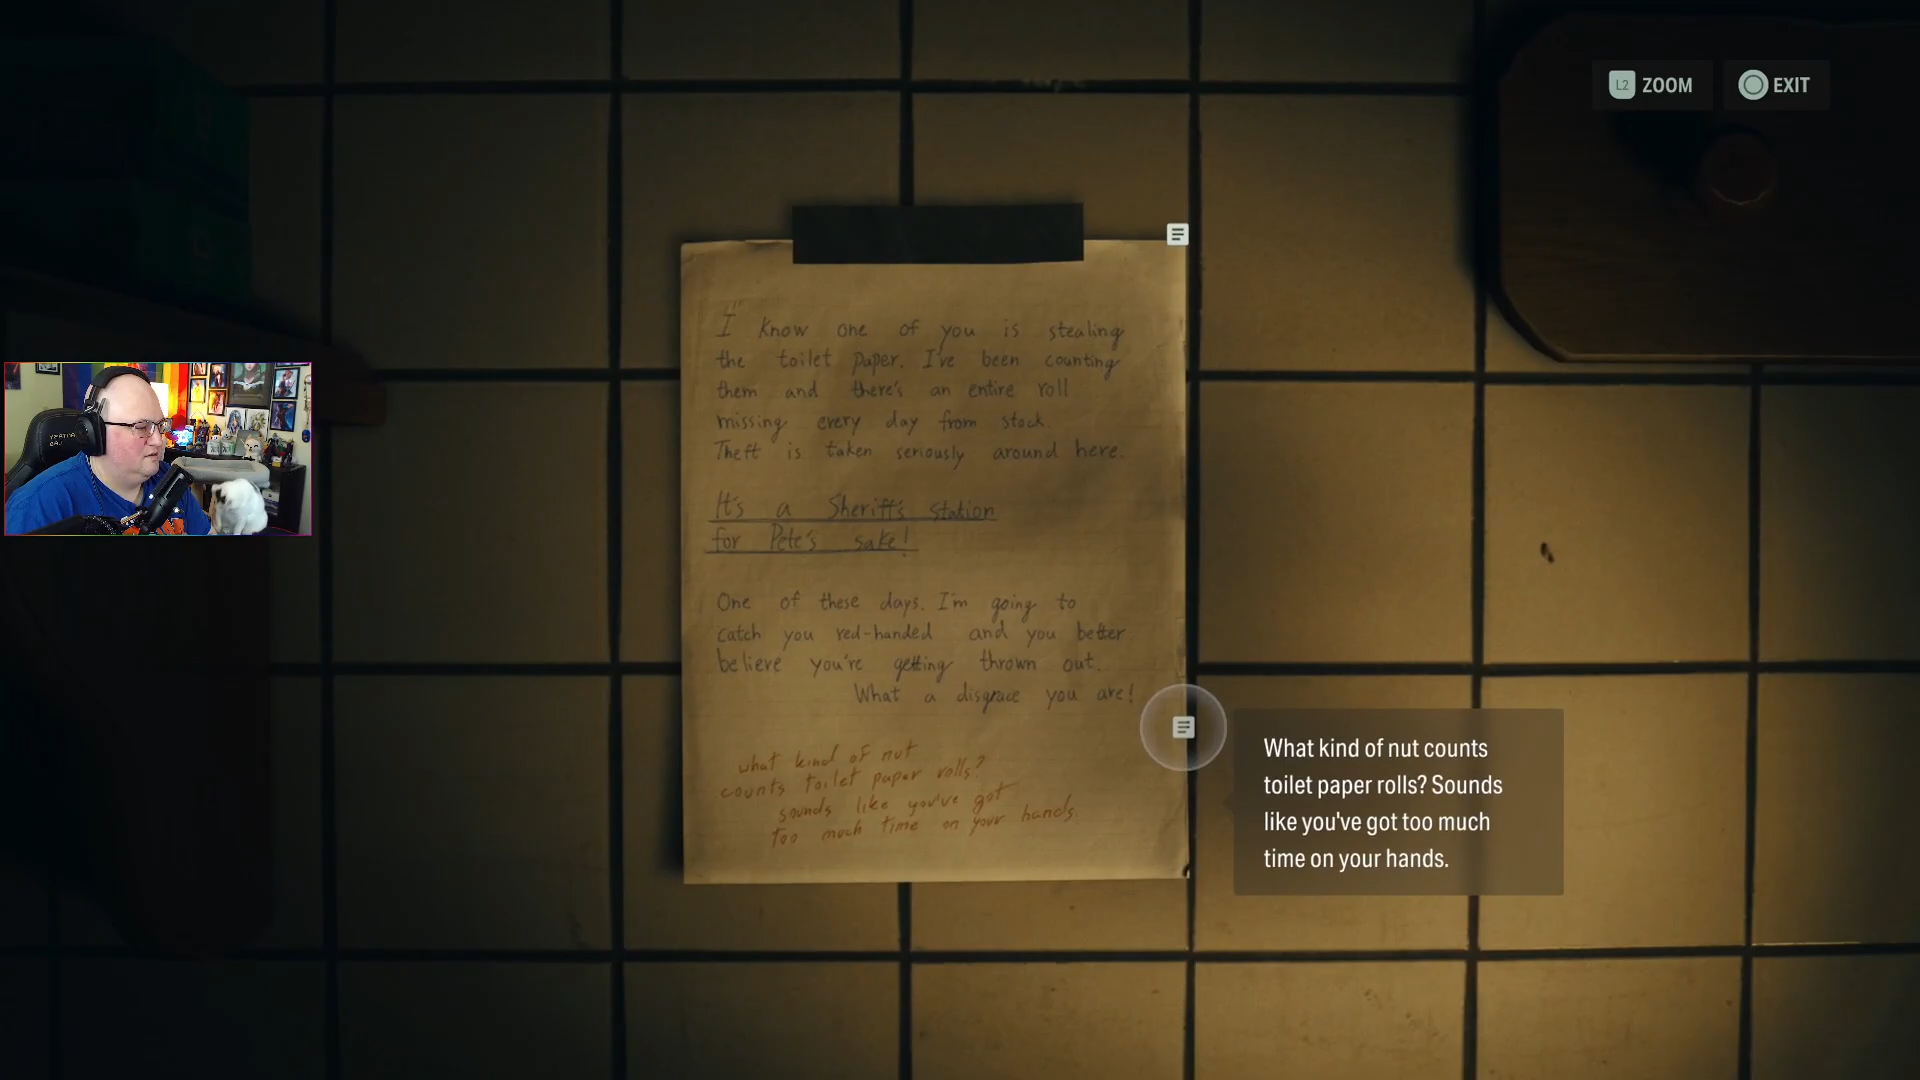 ZOOM
EXIT
I know one of you is stealing
the toilet paper. I've been counting
them and there's an entire roll
missing every day from stock.
Theft is taken seriously around here.
It's a Sheriff's station
for Pete's sake!
One of these days. I'm going to
catch you red-handed and you better
believe you're getting thrown out.
What a disgrace you are!
what kind of nut
counts toilet paper rolls?
sounds like you've got
too much time on your hands
What kind of nut counts
toilet paper rolls? Sounds
like you've got too much
time on your hands.
L2